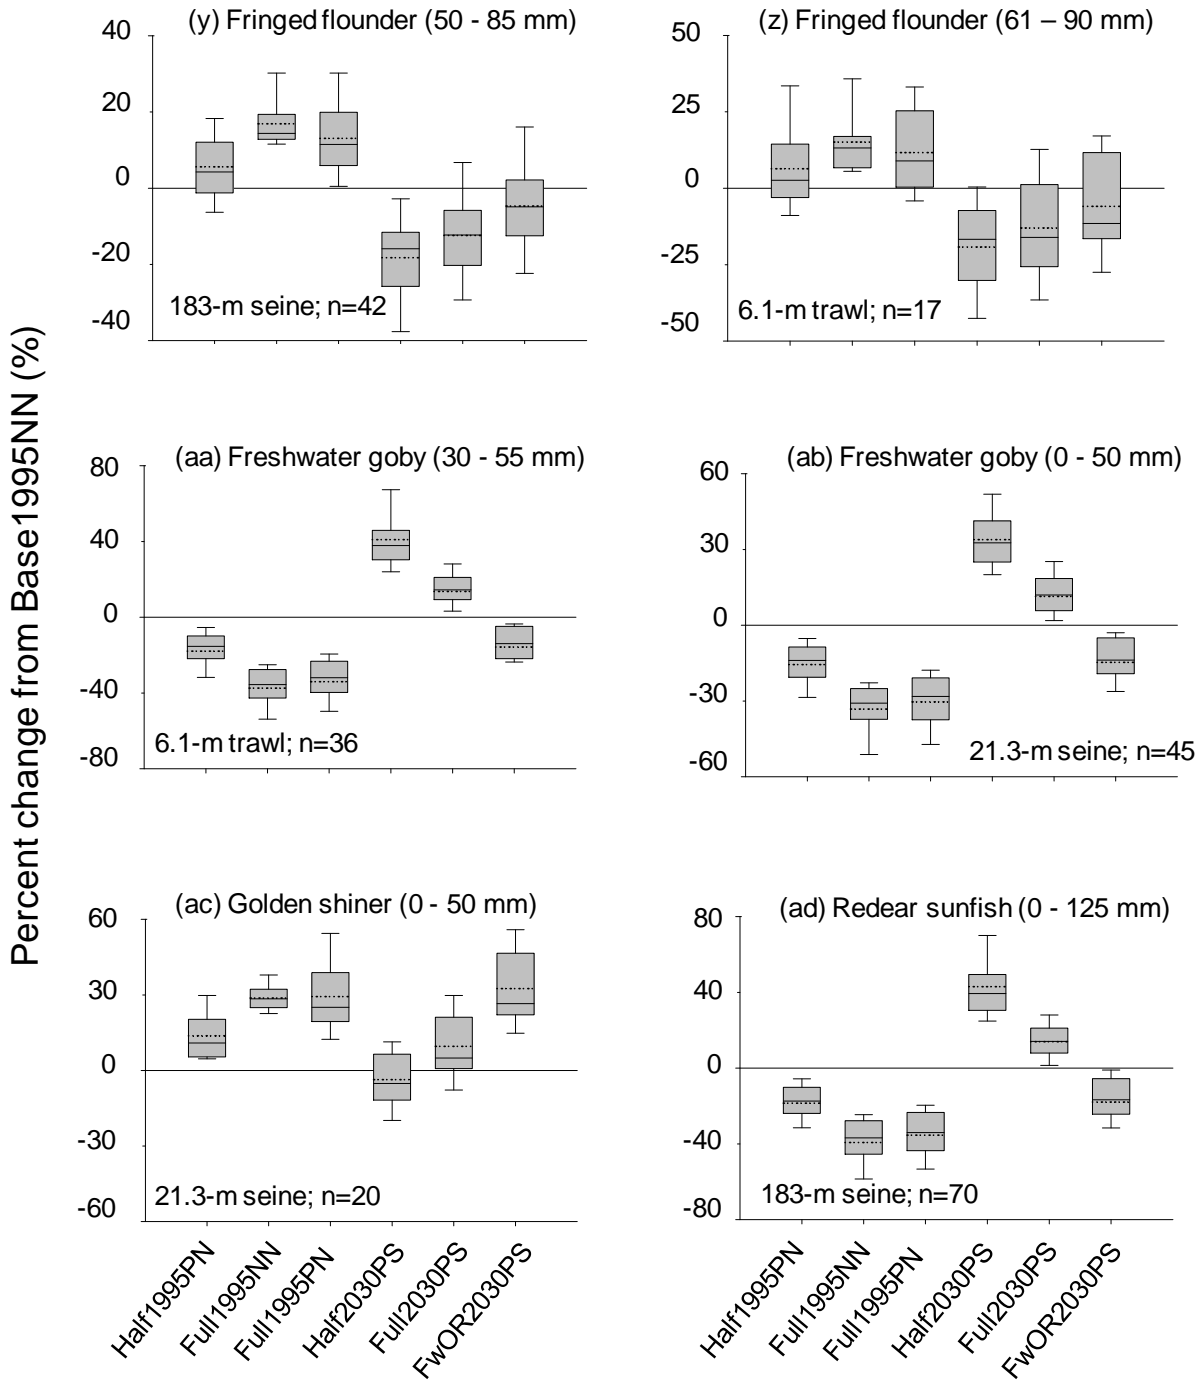 Percent change from Base1995NN (%)
(y) Fringed flounder (50 - 85 mm)
40
20
0
-20
-40
183-m seine; n=42
(z) Fringed flounder (61 – 90 mm)
50
25
0
-25
-50
6.1-m trawl; n=17
(aa) Freshwater goby (30 - 55 mm)
80
40
0
-40
-80
6.1-m trawl; n=36
(ab) Freshwater goby (0 - 50 mm)
60
30
0
-30
-60
21.3-m seine; n=45
(ac) Golden shiner (0 - 50 mm)
60
30
0
-30
-60
21.3-m seine; n=20
(ad) Redear sunfish (0 - 125 mm)
80
40
0
-40
-80
183-m seine; n=70
Half1995PN
Full1995NN
Full1995PN
Half2030PS
Full2030PS
FwOR2030PS
Half1995PN
Full1995NN
Full1995PN
Half2030PS
Full2030PS
FwOR2030PS